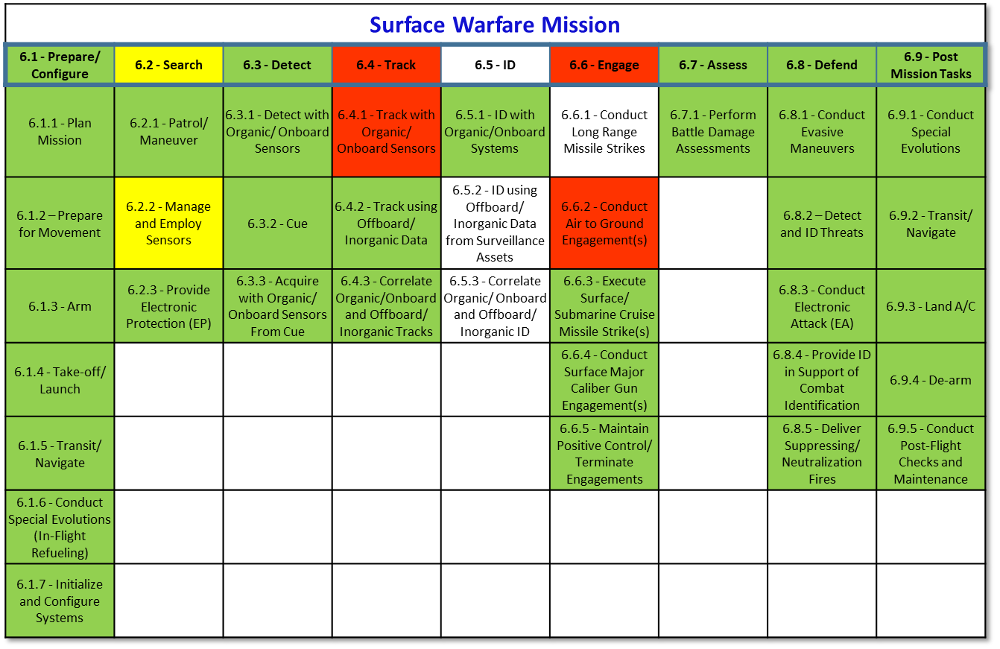 Surface Warfare Mission
6.1 - Prepare/
Configure
6.2 - Search
6.3 - Detect
6.4 - Track
6.5 - ID
6.6 - Engage
6.7 - Assess
6.8 - Defend
6.9 - Post
Mission Tasks
6.1.1 - Plan
Mission
6.2.1 - Patrol/
Maneuver
6.3.1 - Detect with
Organic/ Onboard
Sensors
6.4.1 - Track with
Organic/
Onboard Sensors
6.5.1 - ID with
Organic/Onboard
Systems
6.6.1 - Conduct
Long Range
Missile Strikes
6.7.1 - Perform
Battle Damage
Assessments
6.8.1 - Conduct
Evasive
Maneuvers
6.9.1 - Conduct
Special
Evolutions
6.1.2 – Prepare
for Movement
6.2.2 - Manage
and Employ
Sensors
6.3.2 - Cue
6.4.2 - Track using
Offboard/
Inorganic Data
6.5.2 - ID using
Offboard/
Inorganic Data
from Surveillance
Assets
6.6.2 - Conduct
Air to Ground
Engagement(s)
6.8.2 – Detect
and ID Threats
6.9.2 - Transit/
Navigate
6.1.3 - Arm
6.2.3 - Provide
Electronic
Protection (EP)
6.3.3 - Acquire
with Organic/
Onboard Sensors
From Cue
6.4.3 - Correlate
Organic/Onboard
and Offboard/
Inorganic Tracks
6.5.3 - Correlate
Organic/ Onboard
and Offboard/
Inorganic ID
6.6.3 - Execute
Surface/
Submarine Cruise
Missile Strike(s)
6.8.3 - Conduct
Electronic
Attack (EA)
6.9.3 - Land A/C
6.1.4 - Take-off/
Launch
6.6.4 - Conduct
Surface Major
Caliber Gun
Engagement(s)
6.8.4 - Provide ID
in Support of
Combat
Identification
6.9.4 - De-arm
6.1.5 - Transit/
Navigate
6.6.5 - Maintain
Positive Control/
Terminate
Engagements
6.8.5 - Deliver
Suppressing/
Neutralization
Fires
6.9.5 - Conduct
Post-Flight
Checks and
Maintenance
6.1.6 - Conduct
Special Evolutions
(In-Flight
Refueling)
6.1.7 - Initialize
and Configure
Systems